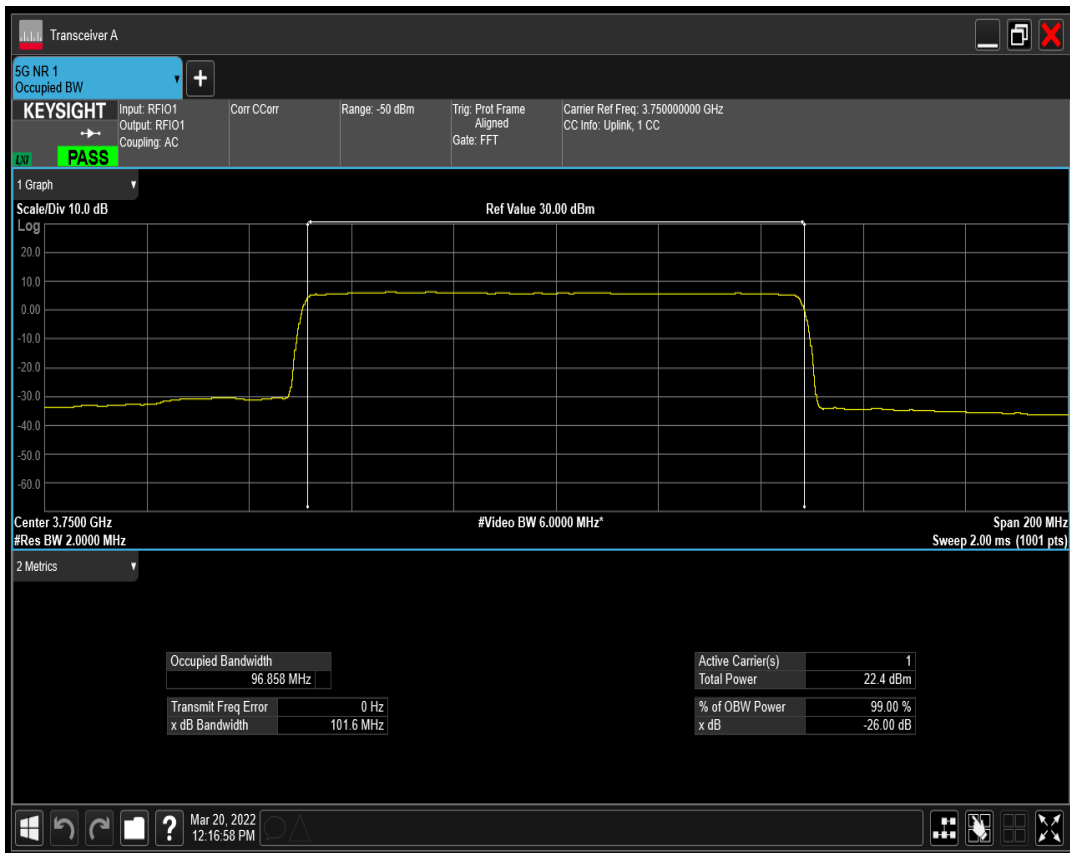 Transceiver A
5G NR 1
Occupied BW
KEYSIGHT
LXI
PASS
Input: RFIO1
Output: RFIO1
Coupling: AC
Corr CCorr
Range: -50 dBm
Trig: Prot Frame
Aligned
Gate: FFT
Carrier Ref Freq: 3.750000000 GHz
CC Info: Uplink, 1 CC
1 Graph
Scale/Div 10.0 dB
Ref Value 30.00 dBm
Log
20.0
10.0
0.00
-10.0
-20.0
-30.0
-40.0
-50.0
-60.0
Center 3.7500 GHz
#Video BW 6.0000 MHz*
Span 200 MHz
#Res BW 2.0000 MHz
Sweep 2.00 ms (1001 pts)
2 Metrics
Occupied Bandwidth
96.858 MHz
Transmit Freq Error 0 Hz
x dB Bandwidth 101.6 MHz
Active Carrier(s) 1
Total Power 22.4 dBm
% of OBW Power 99.00 %
x dB -26.00 dB
?
Mar 20, 2022
12:16:58 PM